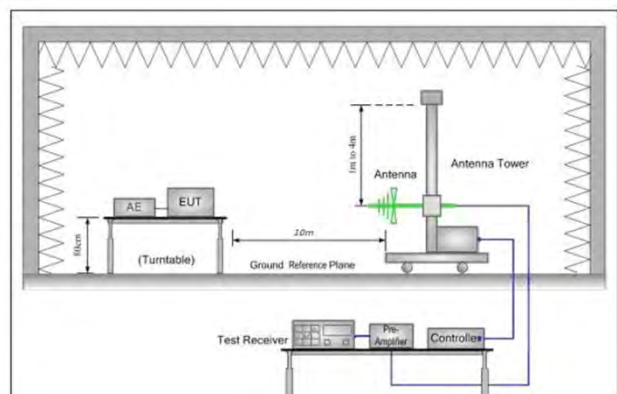 1m to 4m
Antenna Tower
Antenna
AE
EUT
80cm
(Turntable)
10m
Ground Reference Plane
Test Receiver
Pre-
Amplifier
Controller